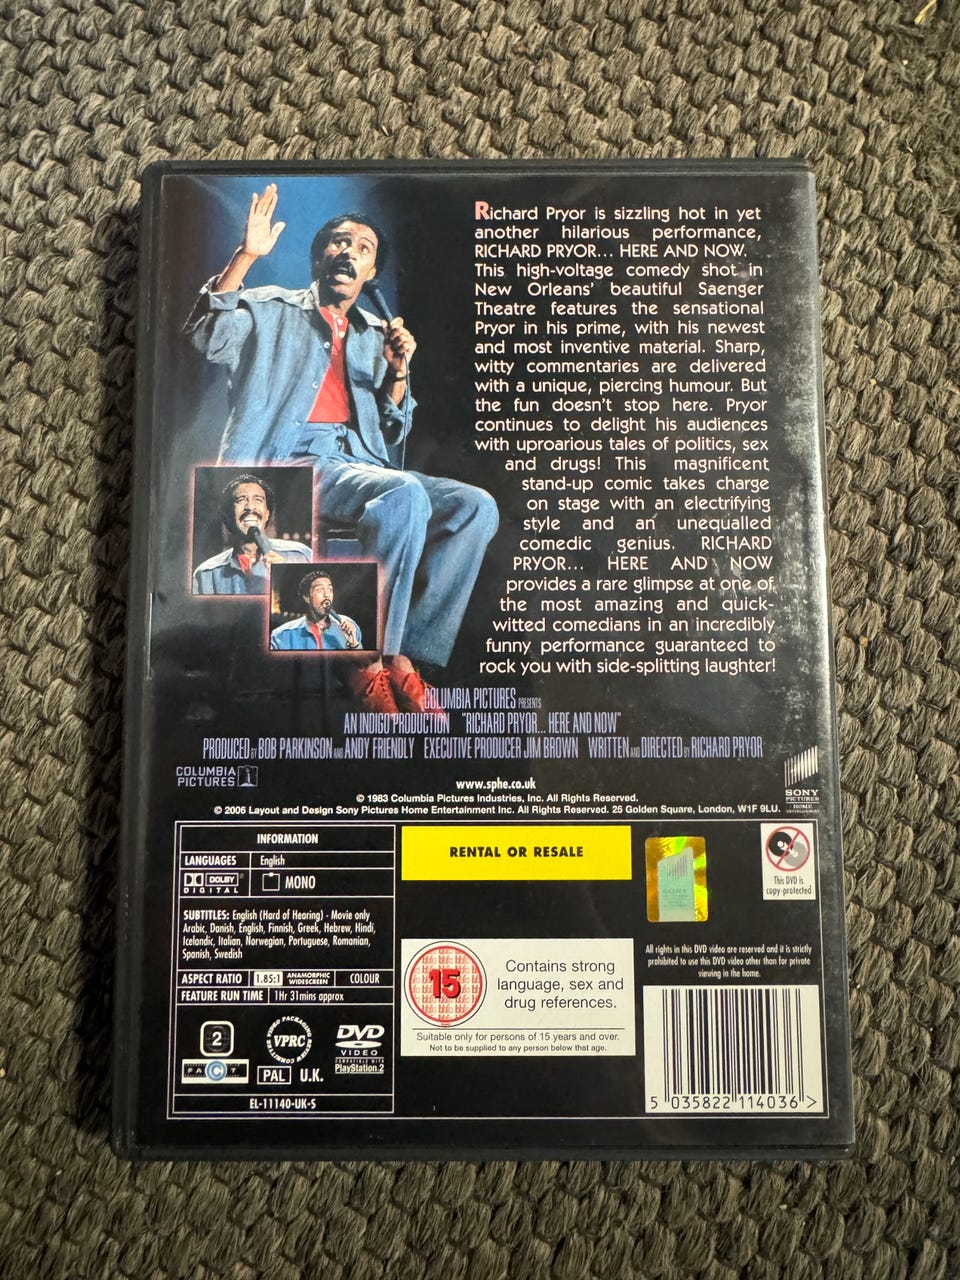 Richard Pryor is sizzling hot in yet
another hilarious performance,
RICHARD PRYOR... HERE AND NOW.
This high-voltage comedy shot in
New Orleans' beautiful Saenger
Theatre features the sensational
Pryor in his prime, with his newest
and most inventive material. Sharp,
witty commentaries are delivered
with a unique, piercing humour. But
the fun doesn't stop here. Pryor
continues to delight his audiences
with uproarious tales of politics, sex
and drugs! This magnificent
stand-up comic takes charge
on stage with an electrifying
style and an unequalled
comedic genius. RICHARD
PRYOR... HERE AND NOW
provides a rare glimpse at one of
the most amazing and quick-
witted comedians in an incredibly
funny performance guaranteed to
rock you with side-splitting laughter!
COLUMBIA PICTURES PRESENTS
AN INDIGO PRODUCTION "RICHARD PRYOR... HERE AND NOW"
PRODUCED BY BOB PARKINSON AND ANDY FRIENDLY EXECUTIVE PRODUCER JIM BROWN WRITTEN AND DIRECTED BY RICHARD PRYOR
COLUMBIA
PICTURES
www.sphe.co.uk
© 1983 Columbia Pictures Industries, Inc. All Rights Reserved.
© 2006 Layout and Design Sony Pictures Home Entertainment Inc. All Rights Reserved. 25 Golden Square, London, W1F 9LU.
SONY
PICTURES
HOME
ENTERTAINMENT
INFORMATION
LANGUAGES English
DOLBY
DIGITAL
MONO
SUBTITLES: English (Hard of Hearing) - Movie only
Arabic, Danish, English, Finnish, Greek, Hebrew, Hindi,
Icelandic, Italian, Norwegian, Portuguese, Romanian,
Spanish, Swedish
ASPECT RATIO 1.85:1 ANAMORPHIC WIDESCREEN COLOUR
FEATURE RUN TIME 1Hr 31mins approx
2
VIDEO PACKAGING REVIEW COMMITTEE
VPRC
DVD
VIDEO
COMPATIBLE WITH
PlayStation 2
FACT
PAL U.K.
EL-11140-UK-S
RENTAL OR RESALE
SONY
This DVD is
copy-protected
15
Contains strong
language, sex and
drug references.
Suitable only for persons of 15 years and over.
Not to be supplied to any person below that age.
All rights in this DVD video are reserved and it is strictly
prohibited to use this DVD video other than for private
viewing in the home.
5 035822 114036 >